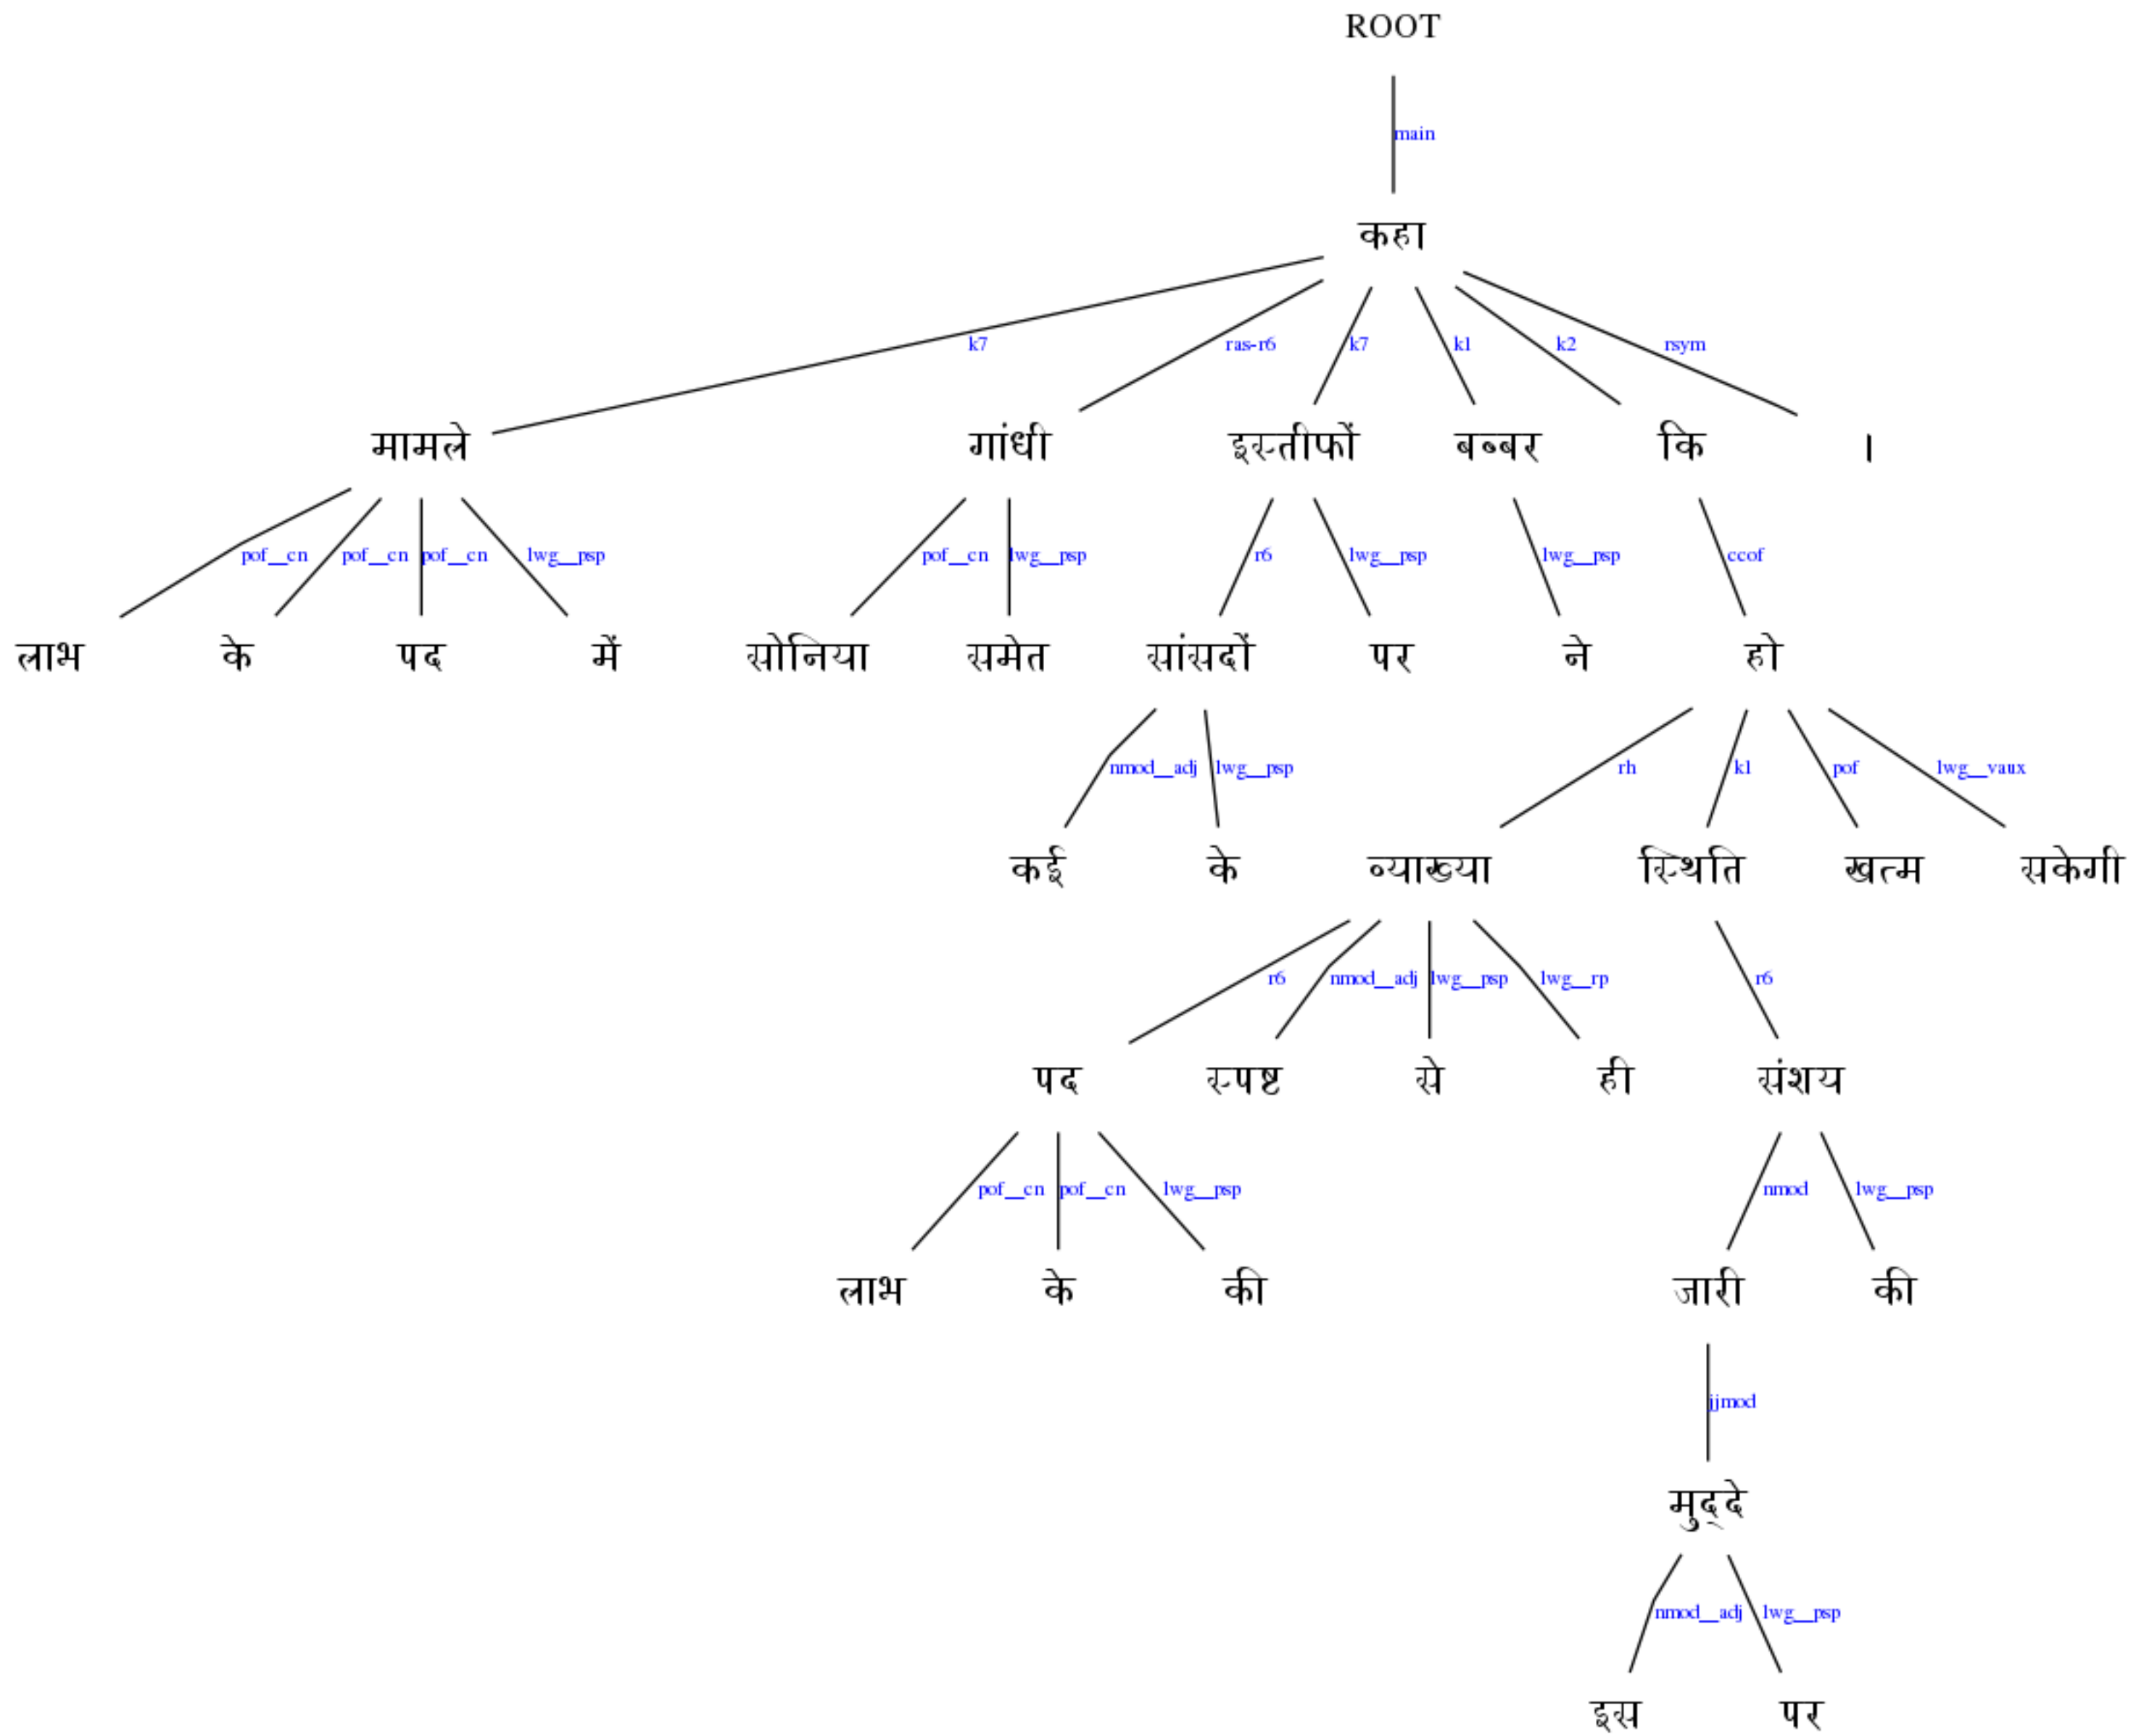 ROOT
main
कहा
k7 ras-r6 k7 k1 k2 rsym
मामले गांधी इस्तीफों बब्बर कि ।
pof__cn pof__cn pof__cn lwg__psp pof__cn lwg__psp r6 lwg__psp lwg__psp ccof
लाभ के पद में सोनिया समेत सांसदों पर ने हो
nmod__adj lwg__psp rh k1 pof lwg__vaux
कई के व्याख्या स्थिति खत्म सकेगी
r6 nmod__adj lwg__psp lwg__rp r6
पद स्पष्ट से ही संशय
pof__cn pof__cn lwg__psp nmod lwg__psp
लाभ के की जारी की
jjmod
मुद्दे
nmod__adj lwg__psp
इस पर